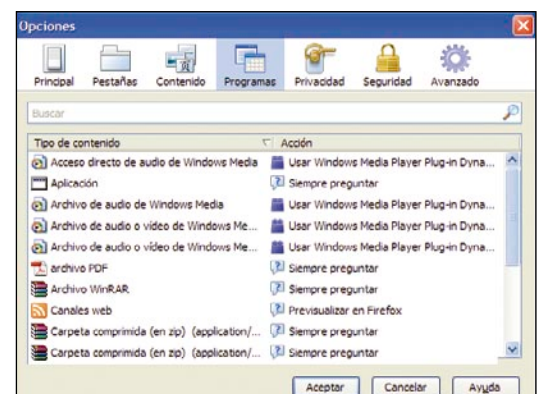 Opciones
Principal Pestañas Contenido Programas Privacidad Seguridad Avanzado
Buscar
Tipo de contenido Acción
Acceso directo de audio de Windows Media Usar Windows Media Player Plug-in Dyna...
Aplicación Siempre preguntar
Archivo de audio de Windows Media Usar Windows Media Player Plug-in Dyna...
Archivo de audio o vídeo de Windows Me... Usar Windows Media Player Plug-in Dyna...
Archivo de audio o vídeo de Windows Me... Usar Windows Media Player Plug-in Dyna...
archivo PDF Siempre preguntar
Archivo WinRAR Siempre preguntar
Canales web Previsualizar en Firefox
Carpeta comprimida (en zip) (application/... Siempre preguntar
Carpeta comprimida (en zip) (application/... Siempre preguntar
Aceptar Cancelar Ayuda